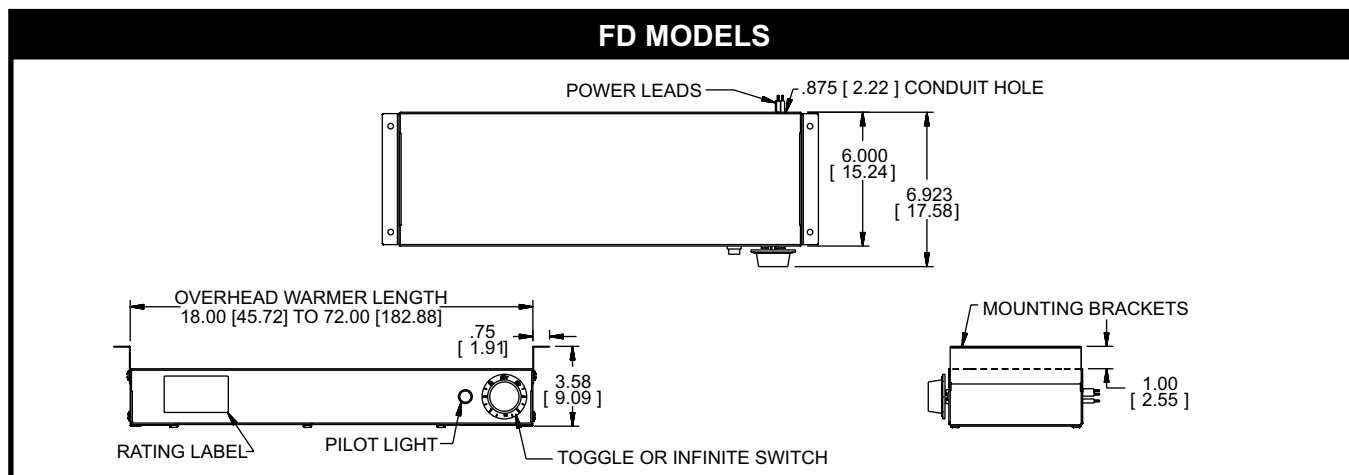 FD MODELS
POWER LEADS
.875 [ 2.22 ] CONDUIT HOLE
6.000
[ 15.24 ]
6.923
[ 17.58]
OVERHEAD WARMER LENGTH
18.00 [45.72] TO 72.00 [182.88]
.75
[ 1.91]
3.58
[ 9.09 ]
RATING LABEL
PILOT LIGHT
TOGGLE OR INFINITE SWITCH
MOUNTING BRACKETS
1.00
[ 2.55 ]